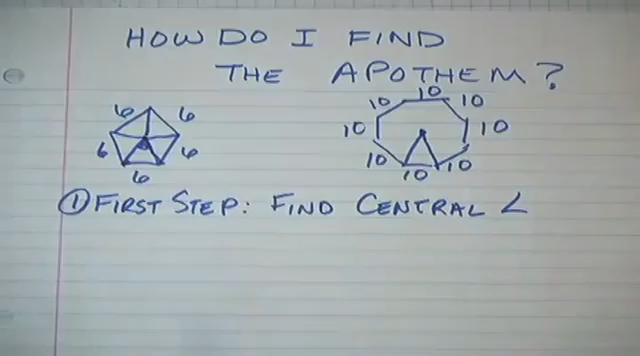 HOW DO I FIND
THE APOTHEM?
6 6
6 6
6
10
10 10
10 10
10 10
10
① FIRST STEP: FIND CENTRAL <